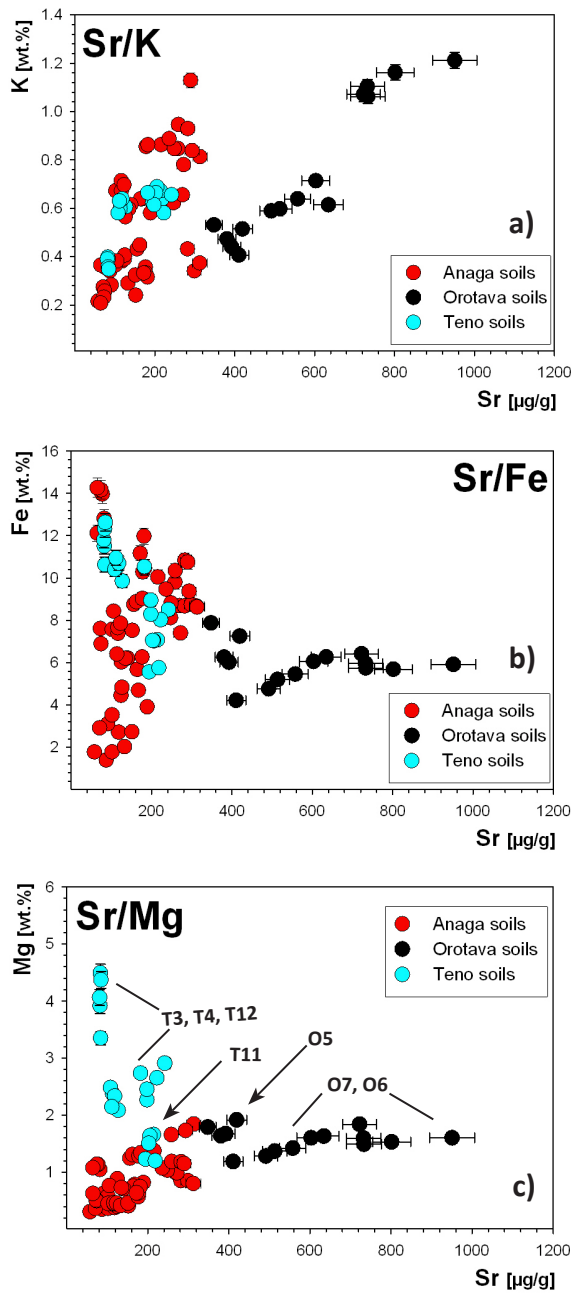 Sr/K
K [wt.%]
1.4
1.2
1.0
0.8
0.6
0.4
0.2
a)
Anaga soils
Orotava soils
Teno soils
200 400 600 800 1000 1200
Sr [µg/g]
Sr/Fe
Fe [wt.%]
16
14
12
10
8
6
4
2
b)
Anaga soils
Orotava soils
Teno soils
200 400 600 800 1000 1200
Sr [µg/g]
Sr/Mg
Mg [wt.%]
6
5
4
3
2
1
Anaga soils
Orotava soils
Teno soils
T3, T4, T12
T11
O5
O7, O6
c)
200 400 600 800 1000 1200
Sr [µg/g]